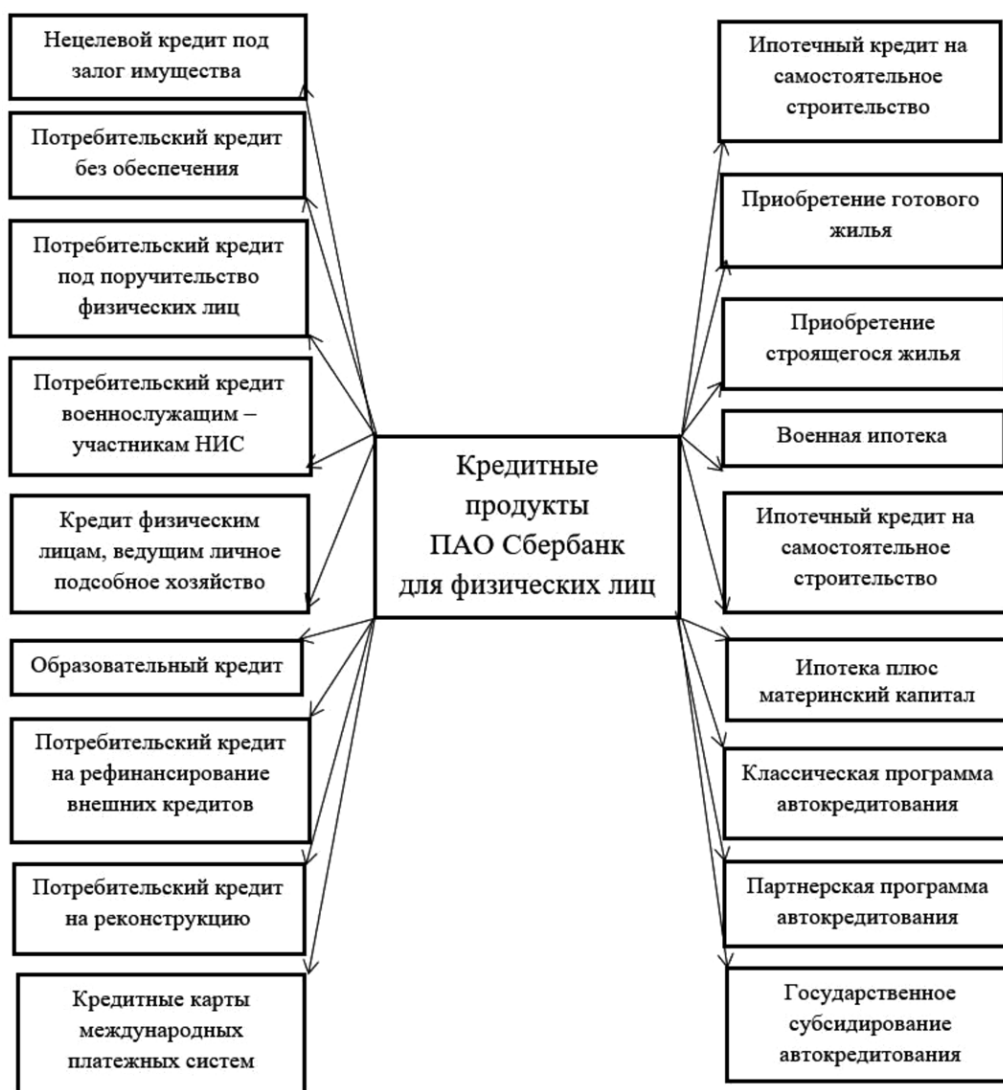 Нецелевой кредит под
залог имущества
Потребительский кредит
без обеспечения
Потребительский кредит
под поручительство
физических лиц
Потребительский кредит
военнослужащим –
участникам НИС
Кредит физическим
лицам, ведущим личное
подсобное хозяйство
Образовательный кредит
Потребительский кредит
на рефинансирование
внешних кредитов
Потребительский кредит
на реконструкцию
Кредитные карты
международных
платежных систем
Кредитные
продукты
ПАО Сбербанк
для физических лиц
Ипотечный кредит на
самостоятельное
строительство
Приобретение готового
жилья
Приобретение
строящегося жилья
Военная ипотека
Ипотечный кредит на
самостоятельное
строительство
Ипотека плюс
материнский капитал
Классическая программа
автокредитования
Партнерская программа
автокредитования
Государственное
субсидирование
автокредитования